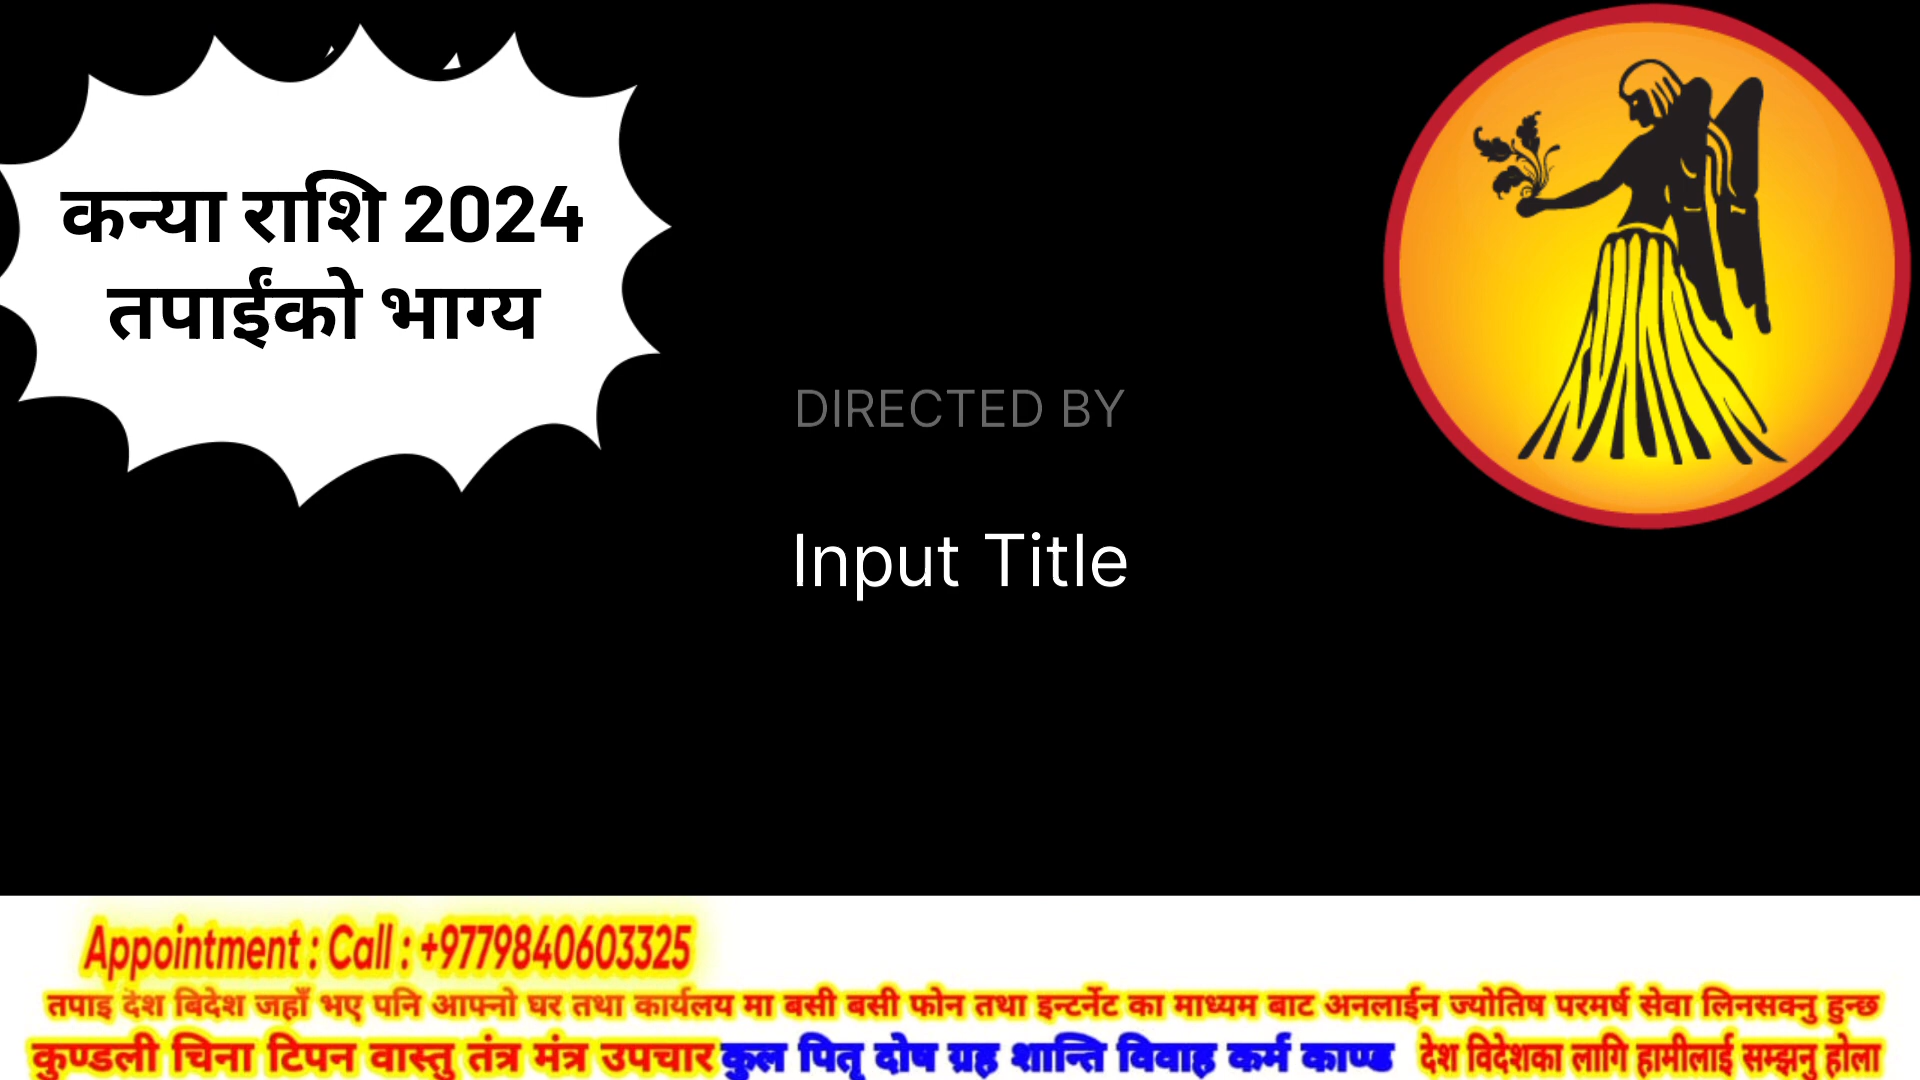 कन्या राशि 2024
तपाईंको भाग्य
DIRECTED BY
Input Title
Appointment : Call : +9779840603325
तपाइ देश बिदेश जहाँ भए पनि आफ्नो घर तथा कार्यलय मा बसी बसी फोन तथा इन्टर्नेट का माध्यम बाट अनलाईन ज्योतिष परमर्ष सेवा लिनसक्नु हुन्छ
कुण्डली चिना टिपन वास्तु तंत्र मंत्र उपचार कुल पितृ दोष ग्रह शान्ति विवाह कर्म काण्ड देश विदेशका लागि हामीलाई सम्झनु होला